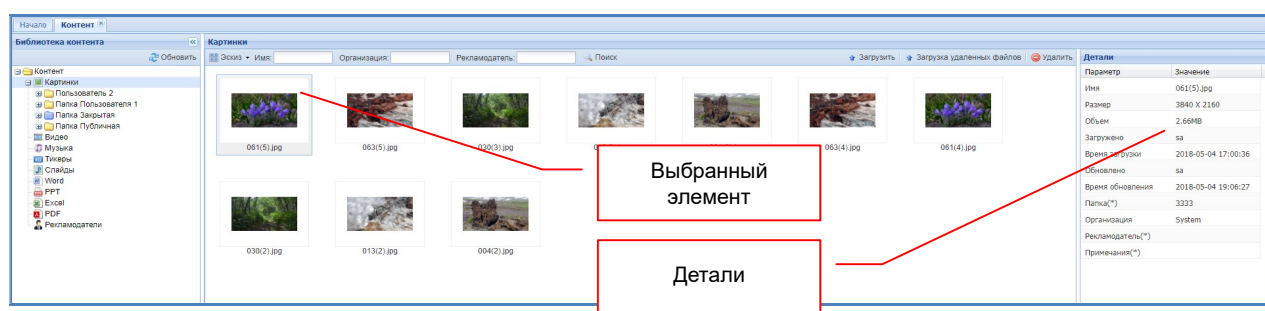 Начало Контент
Библиотека контента
Обновить
Контент
Картинки
Пользователь 2
Папка Пользователя 1
Папка Закрытая
Папка Публичная
Видео
Музыка
Тикеры
Слайды
Word
PPT
Excel
PDF
Рекламодатели
Картинки
Эскиз Имя: Организация: Рекламодатель: Поиск Загрузить Загрузка удаленных файлов Удалить
061(5).jpg 063(5).jpg 030(3).jpg 063(4).jpg 061(4).jpg
030(2).jpg 013(2).jpg 004(2).jpg
Выбранный
элемент
Детали
Детали
Параметр Значение
Имя 061(5).jpg
Размер 3840 X 2160
Объем 2.66MB
Загружено sa
Время загрузки 2018-05-04 17:00:36
Обновлено sa
Время обновления 2018-05-04 19:06:27
Папка(*) 3333
Организация System
Рекламодатель(*)
Примечания(*)